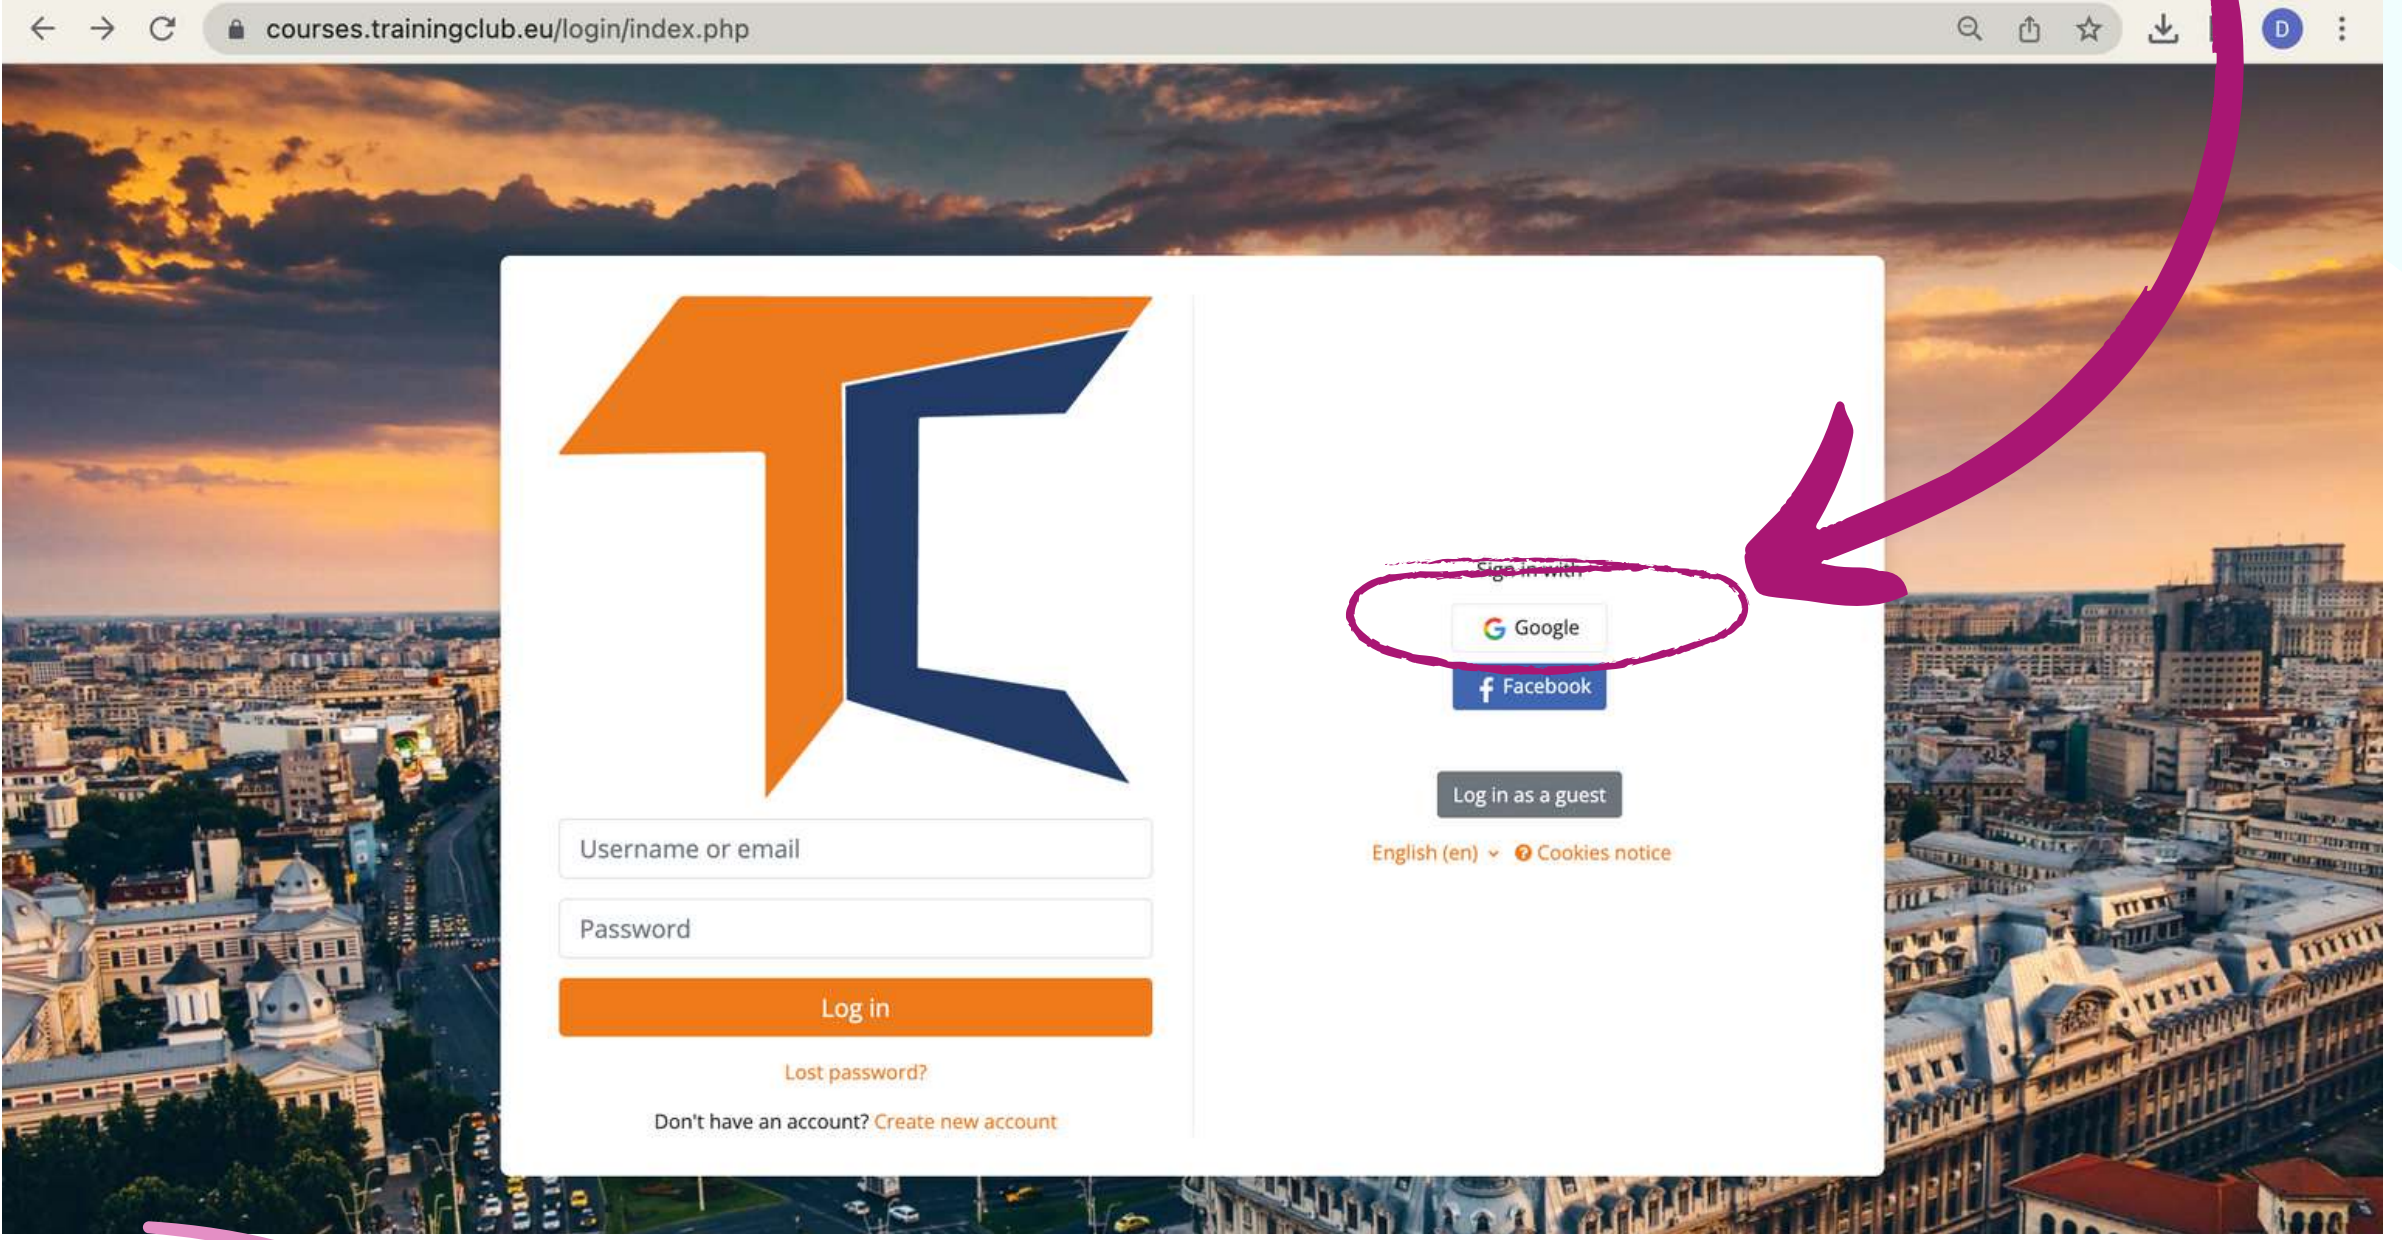 courses.trainingclub.eu/login/index.php
D
TC
Username or email
Password
Log in
Lost password?
Don't have an account? Create new account
Sign in with
Google
Facebook
Log in as a guest
English (en)
Cookies notice